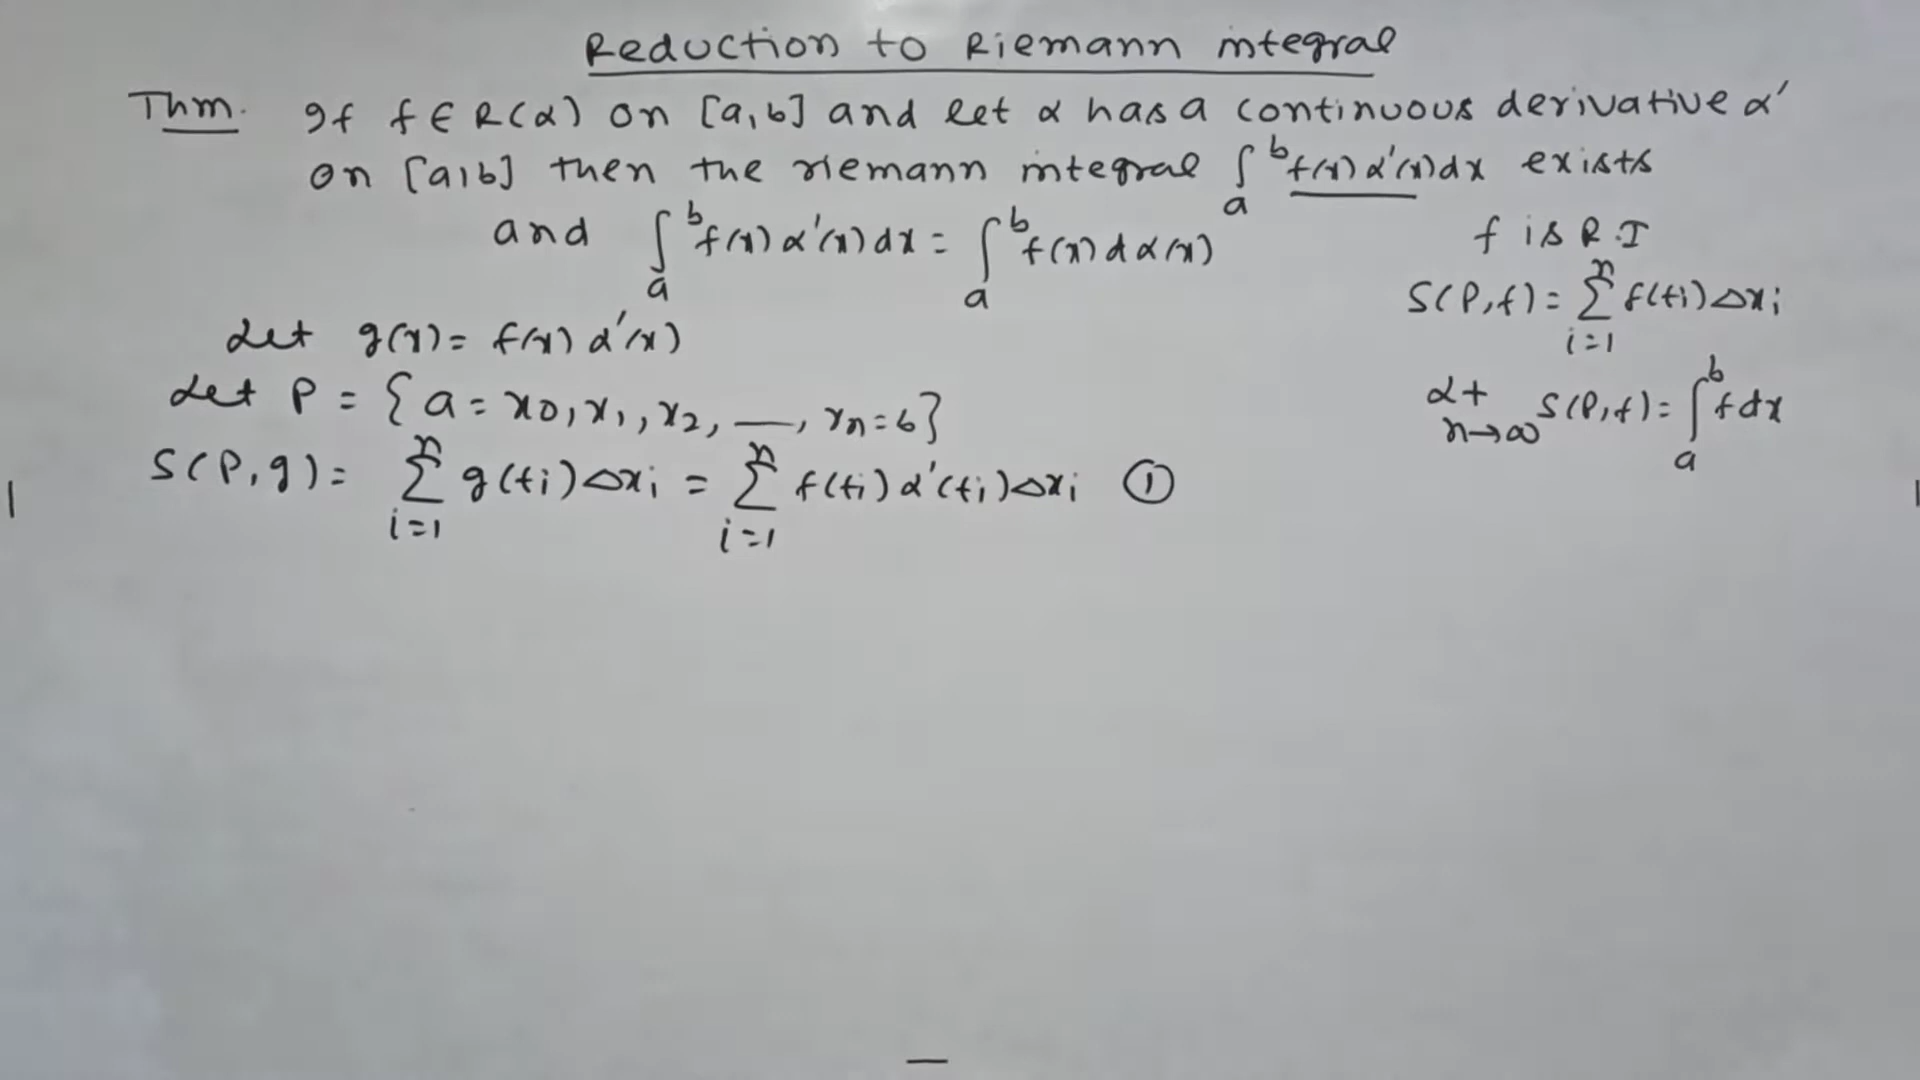 Reduction to Riemann integral
Thm. If f ∈ R(α) on [a,b] and let α has a continuous derivative α'
on [a,b] then the riemann integral ∫_a^b f(x) α'(x) dx exists
and ∫_a^b f(x) α'(x) dx = ∫_a^b f(x) d α(x)
f is R.I
S(P,f) = Σ_{i=1}^n f(ti) Δxi
Lt_{n→∞} S(P,f) = ∫_a^b f dx
Let g(x) = f(x) α'(x)
Let P = {a = x0, x1, x2, —, xn = b}
S(P,g) = Σ_{i=1}^n g(ti) Δxi = Σ_{i=1}^n f(ti) α'(ti) Δxi ①